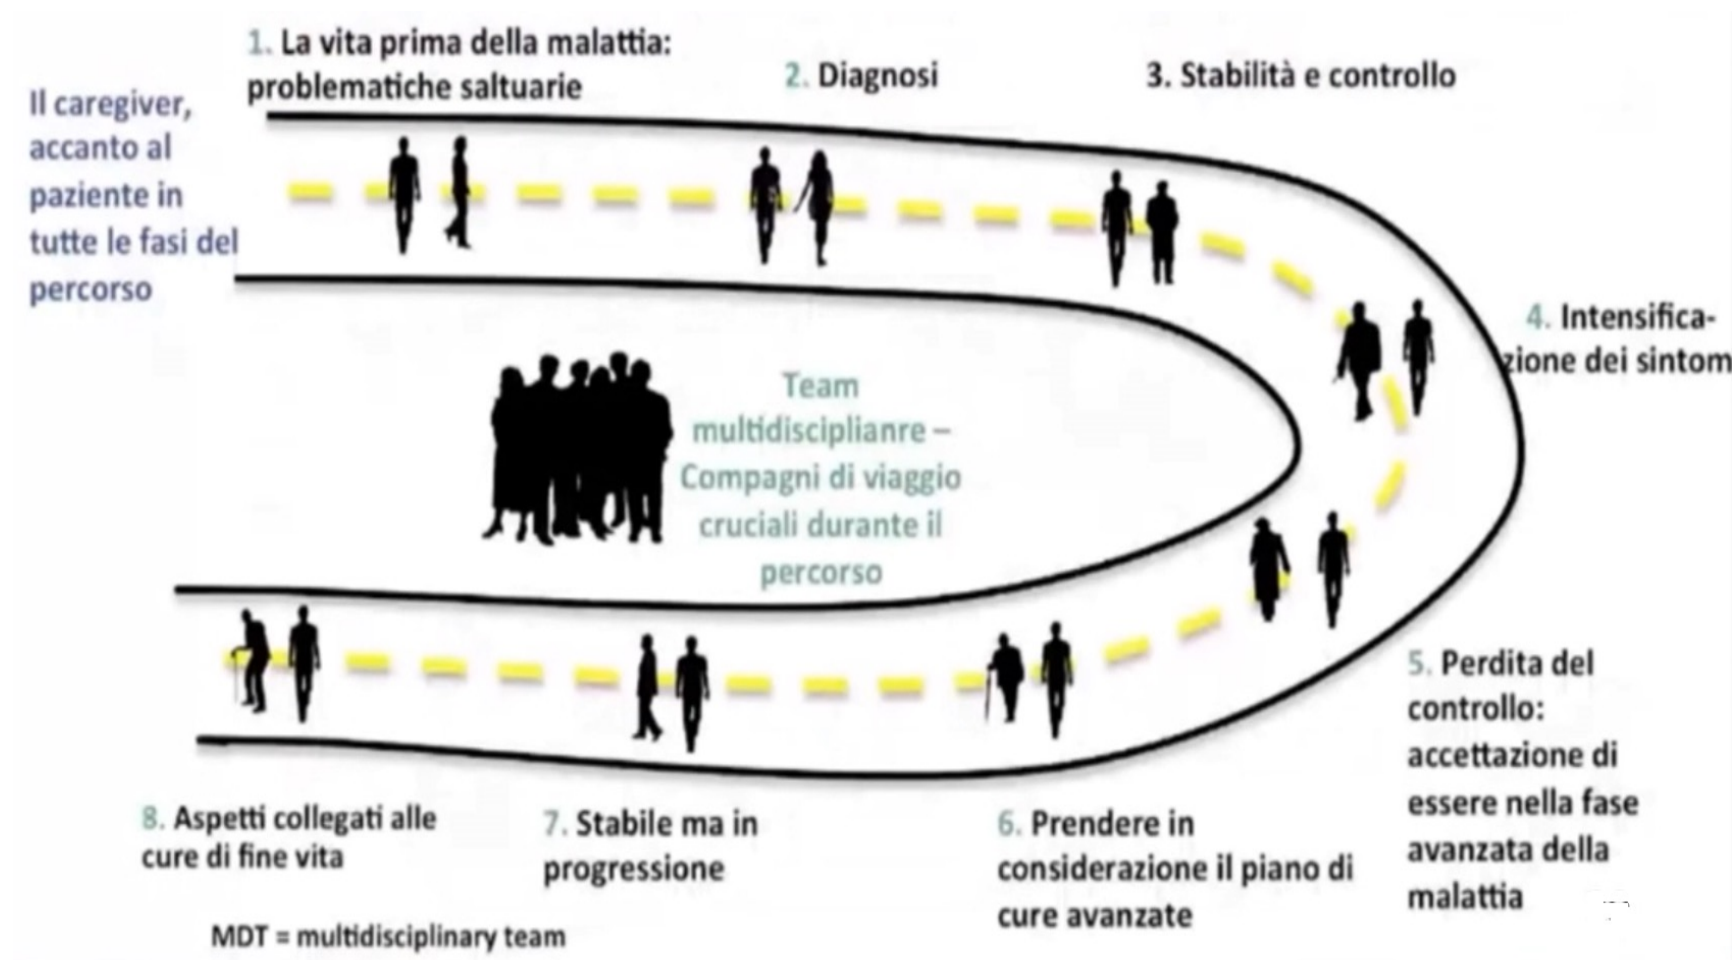 1. La vita prima della malattia:
problematiche saltuarie
2. Diagnosi
3. Stabilità e controllo
Il caregiver,
accanto al
paziente in
tutte le fasi del
percorso
4. Intensifica-
zione dei sintom
Team
multidisciplianre –
Compagni di viaggio
cruciali durante il
percorso
5. Perdita del
controllo:
accettazione di
essere nella fase
avanzata della
malattia
6. Prendere in
considerazione il piano di
cure avanzate
7. Stabile ma in
progressione
8. Aspetti collegati alle
cure di fine vita
MDT = multidisciplinary team